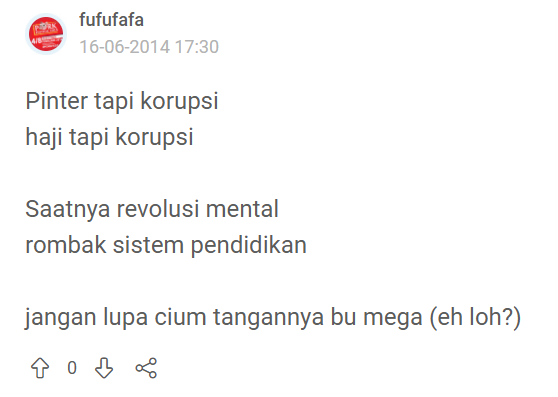 fufufafa
16-06-2014 17:30
Pinter tapi korupsi
haji tapi korupsi
Saatnya revolusi mental
rombak sistem pendidikan
jangan lupa cium tangannya bu mega (eh loh?)
0